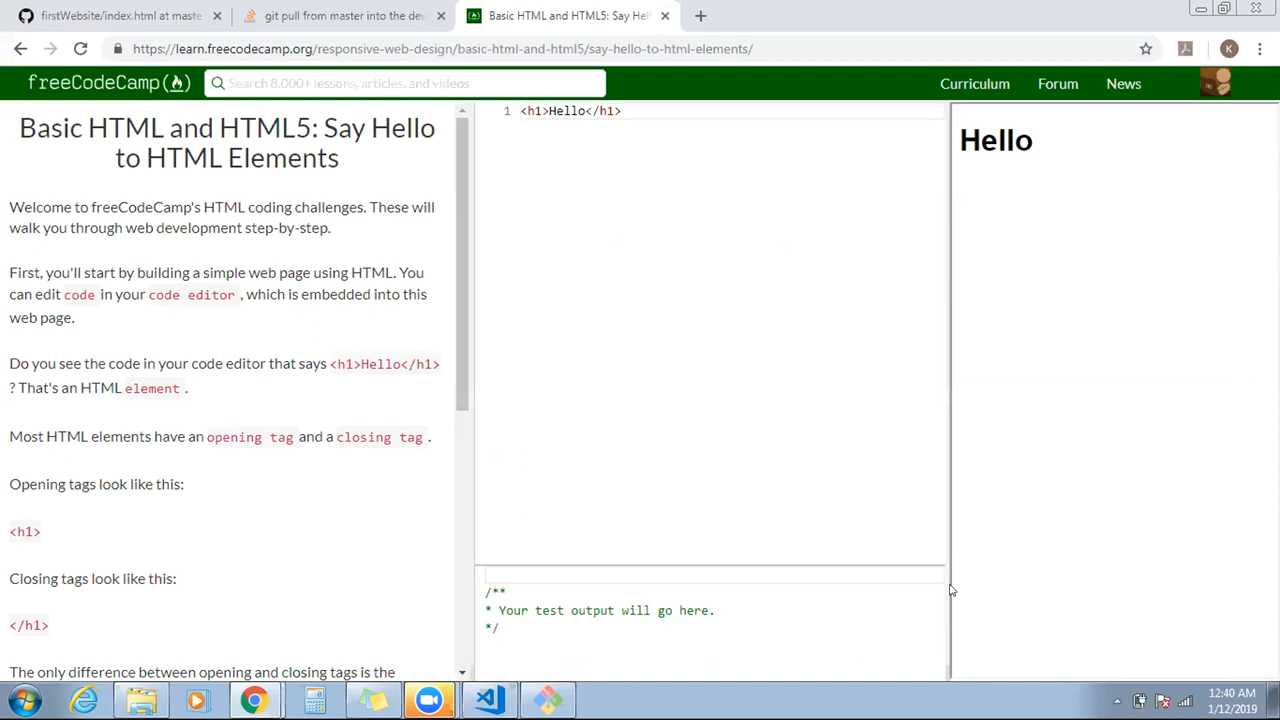 firstWebsite/index.html at maste
git pull from master into the dev
Basic HTML and HTML5: Say Hel
https://learn.freecodecamp.org/responsive-web-design/basic-html-and-html5/say-hello-to-html-elements/
K
freeCodeCamp
Search 8,000+ lessons, articles, and videos
Curriculum
Forum
News
Basic HTML and HTML5: Say Hello
to HTML Elements
Welcome to freeCodeCamp's HTML coding challenges. These will
walk you through web development step-by-step.
First, you'll start by building a simple web page using HTML. You
can edit code in your code editor , which is embedded into this
web page.
Do you see the code in your code editor that says <h1>Hello</h1>
? That's an HTML element .
Most HTML elements have an opening tag and a closing tag .
Opening tags look like this:
<h1>
Closing tags look like this:
</h1>
The only difference between opening and closing tags is the
1 <h1>Hello</h1>
/**
* Your test output will go here.
*/
Hello
12:40 AM
1/12/2019